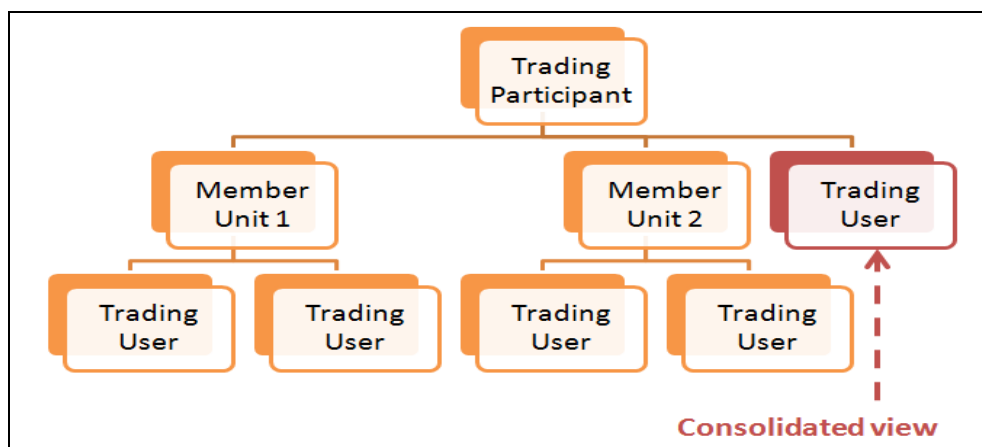 Trading
Participant
Member
Unit 1
Member
Unit 2
Trading
User
Trading
User
Trading
User
Trading
User
Trading
User
Consolidated view